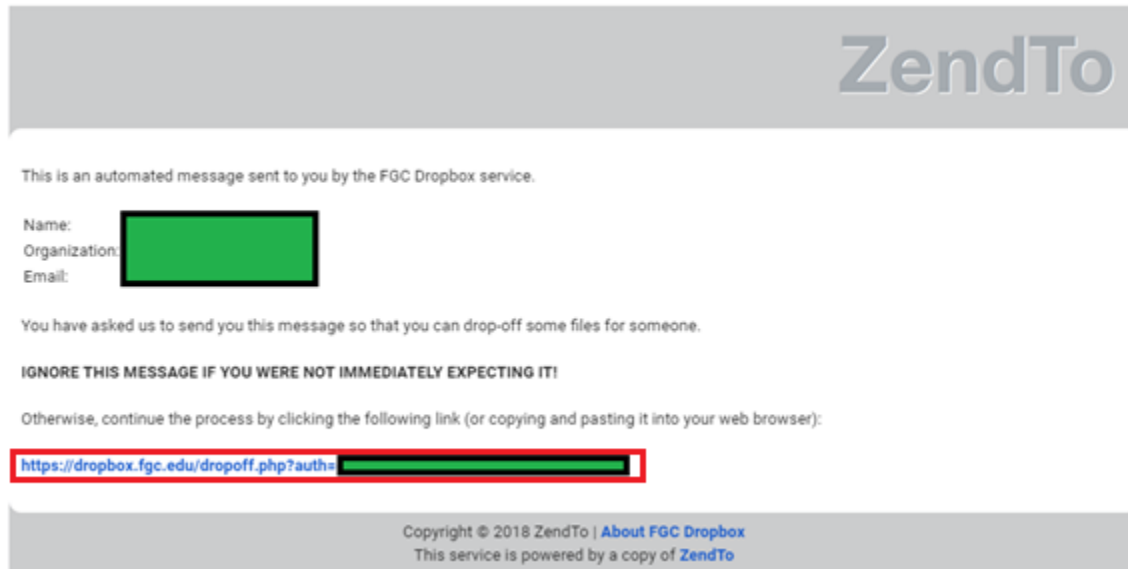 ZendTo
This is an automated message sent to you by the FGC Dropbox service.
Name:
Organization:
Email:
You have asked us to send you this message so that you can drop-off some files for someone.
IGNORE THIS MESSAGE IF YOU WERE NOT IMMEDIATELY EXPECTING IT!
Otherwise, continue the process by clicking the following link (or copying and pasting it into your web browser):
https://dropbox.fgc.edu/dropoff.php?auth=
Copyright © 2018 ZendTo | About FGC Dropbox
This service is powered by a copy of ZendTo